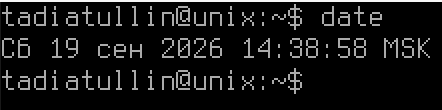 tadiatullin@unix:~$ date
Сб 19 сен 2026 14:38:58 MSK
tadiatullin@unix:~$